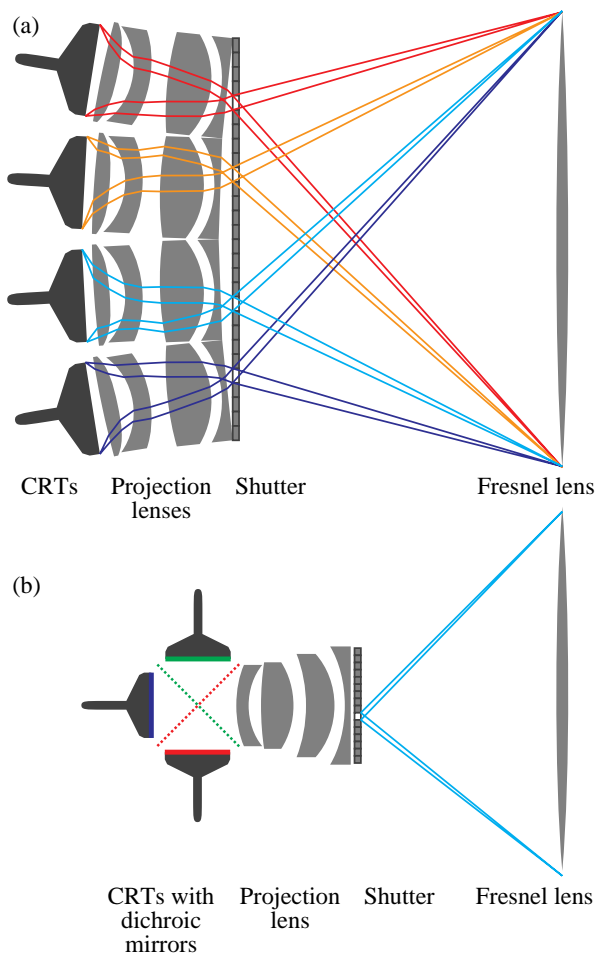 (a)
CRTs
Projection
lenses
Shutter
Fresnel lens
(b)
CRTs with
dichroic
mirrors
Projection
lens
Shutter
Fresnel lens